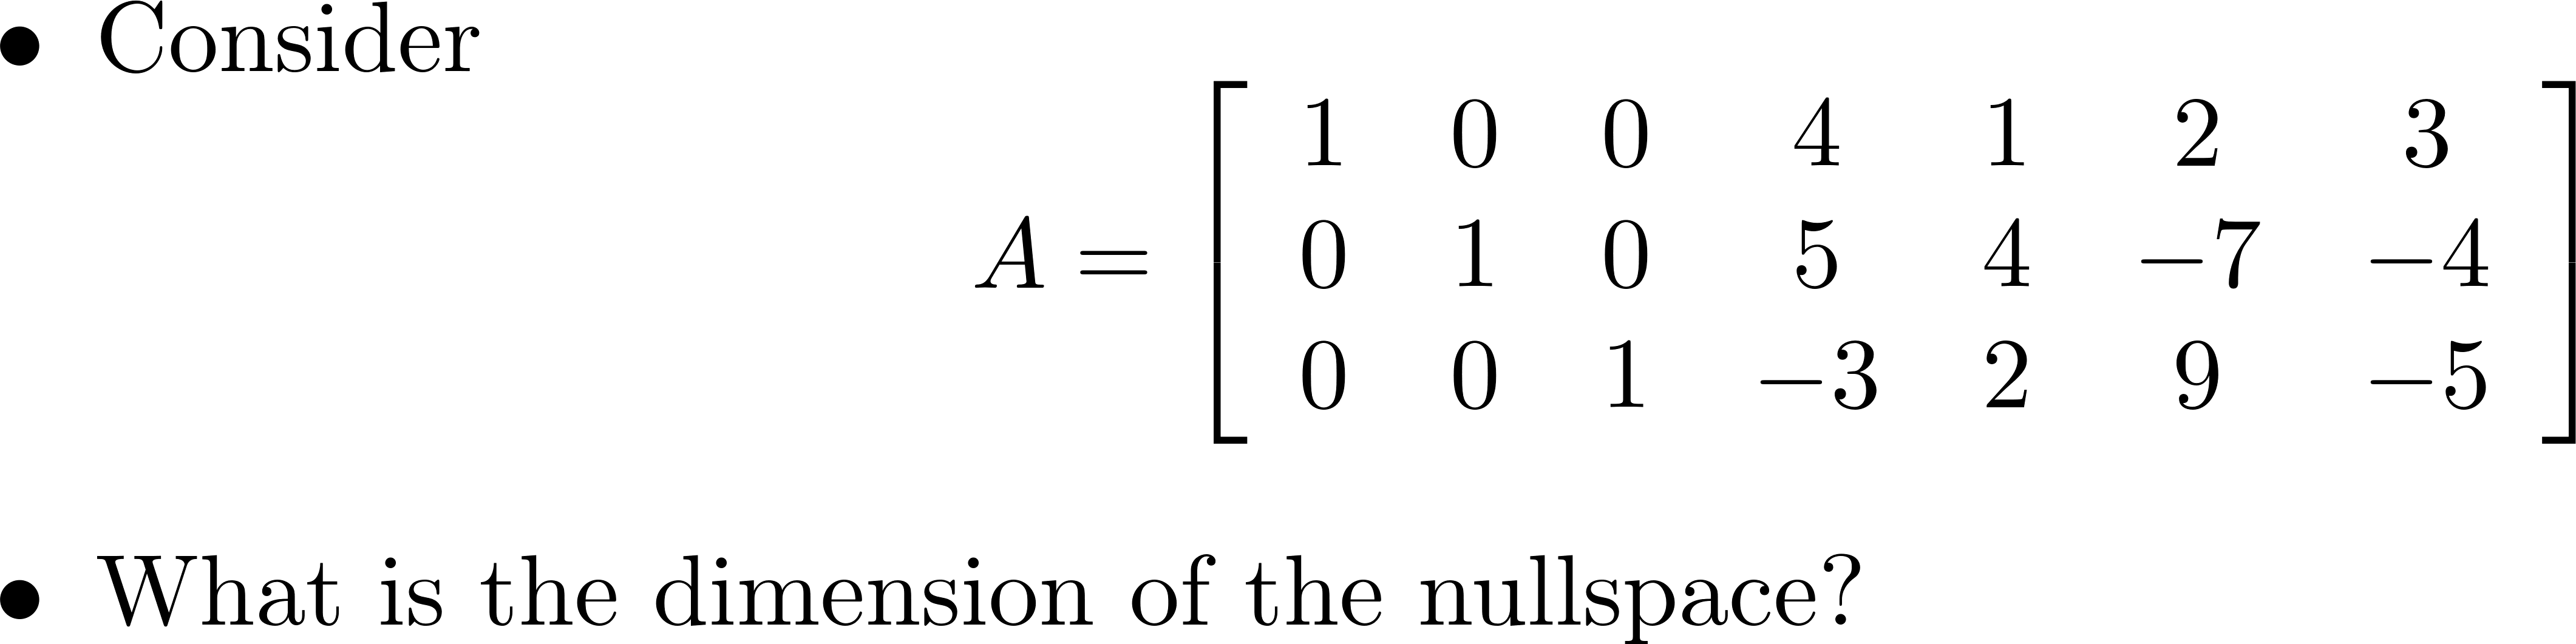 • Consider
A = [ 1 0 0 4 1 2 3
0 1 0 5 4 −7 −4
0 0 1 −3 2 9 −5 ]
• What is the dimension of the nullspace?